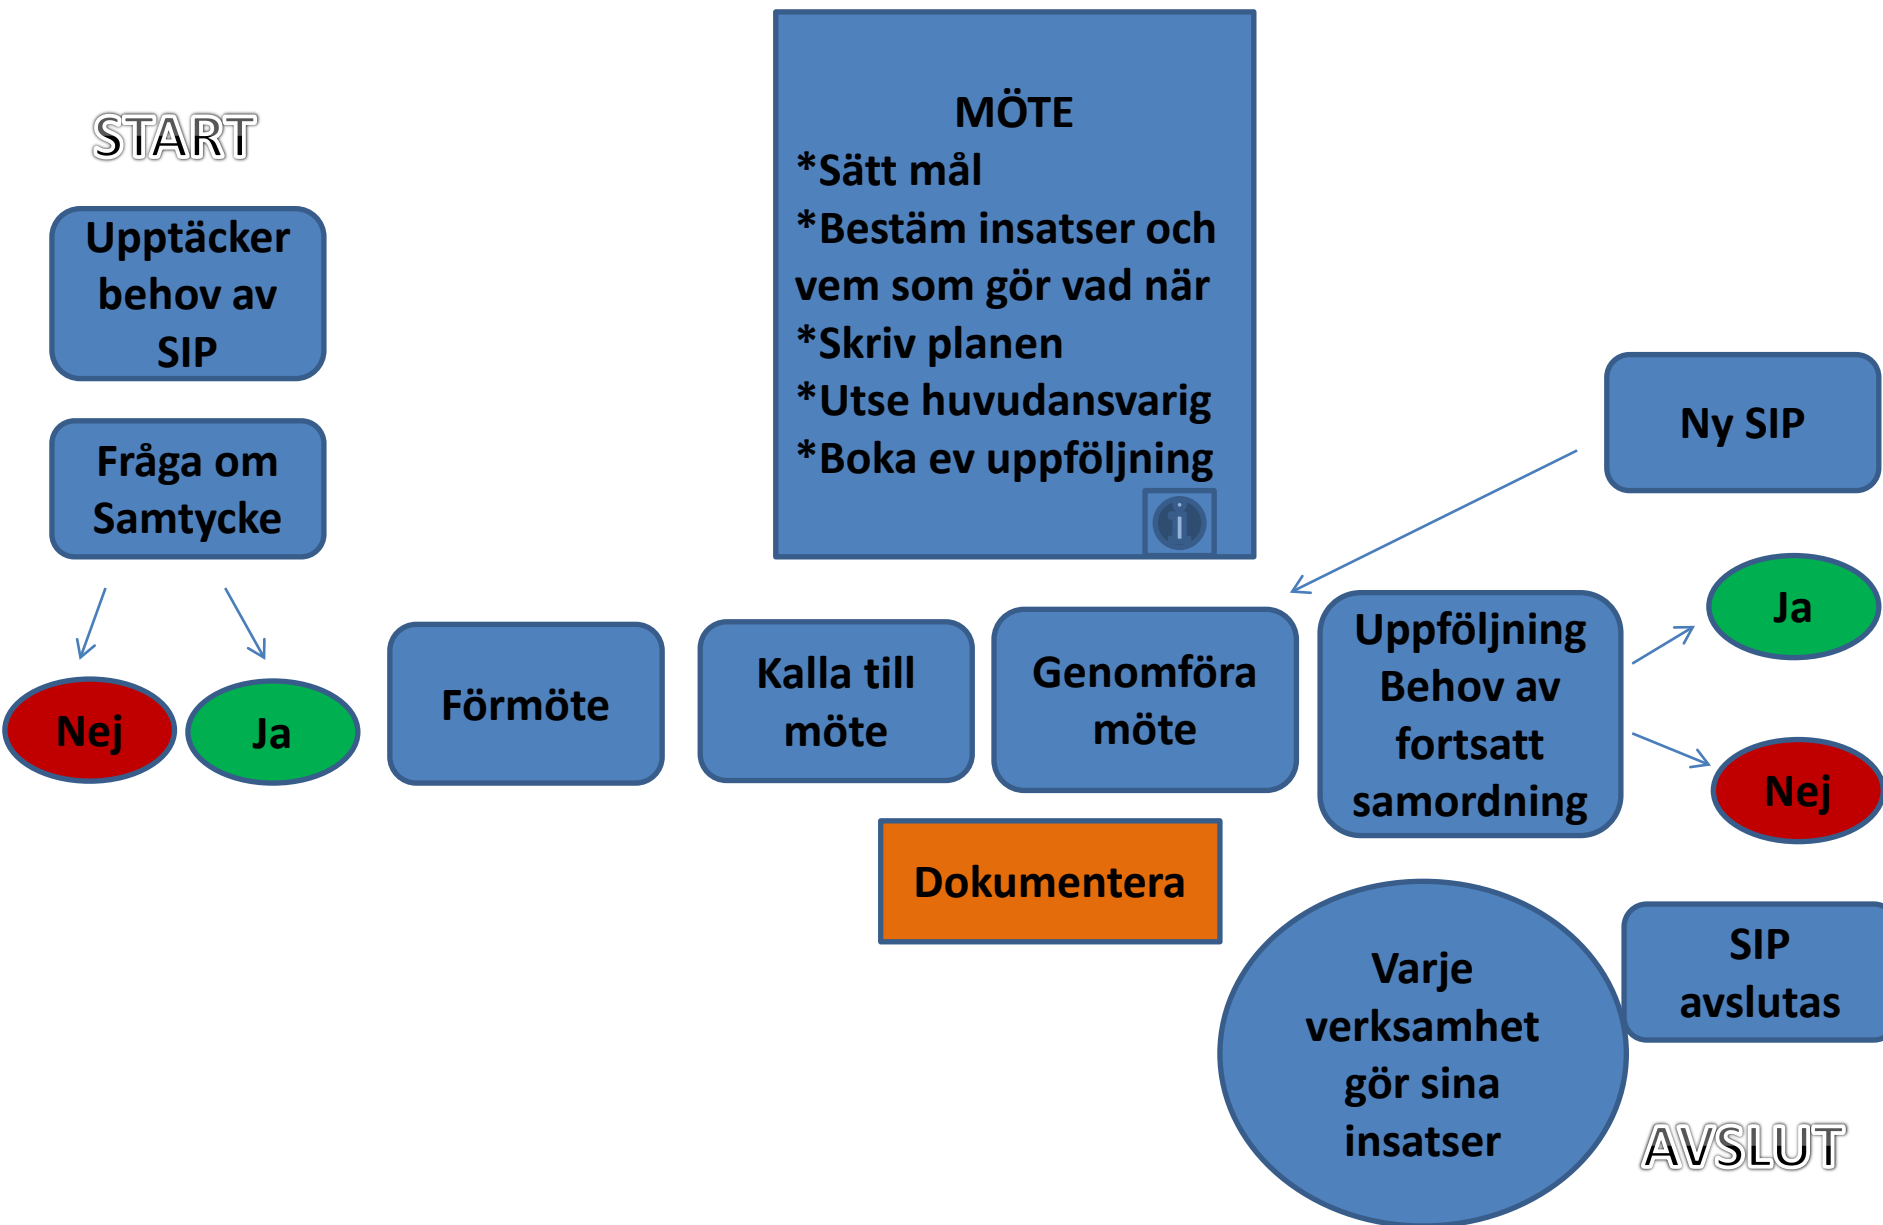 START
Upptäcker
behov av
SIP
Fråga om
Samtycke
Nej
Ja
Förmöte
Kalla till
möte
MÖTE
*Sätt mål
*Bestäm insatser och
vem som gör vad när
*Skriv planen
*Utse huvudansvarig
*Boka ev uppföljning
Genomföra
möte
Dokumentera
Uppföljning
Behov av
fortsatt
samordning
Ny SIP
Ja
Nej
Varje
verksamhet
gör sina
insatser
SIP
avslutas
AVSLUT